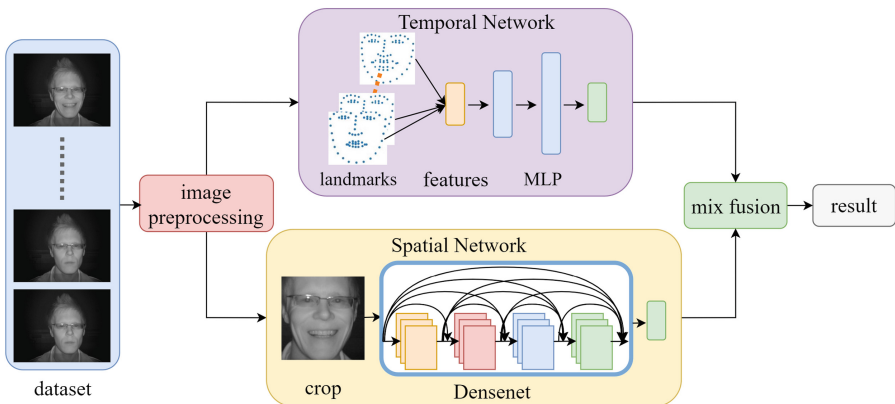 Temporal Network
landmarks
features
MLP
image
preprocessing
mix fusion
result
Spatial Network
crop
Densenet
dataset